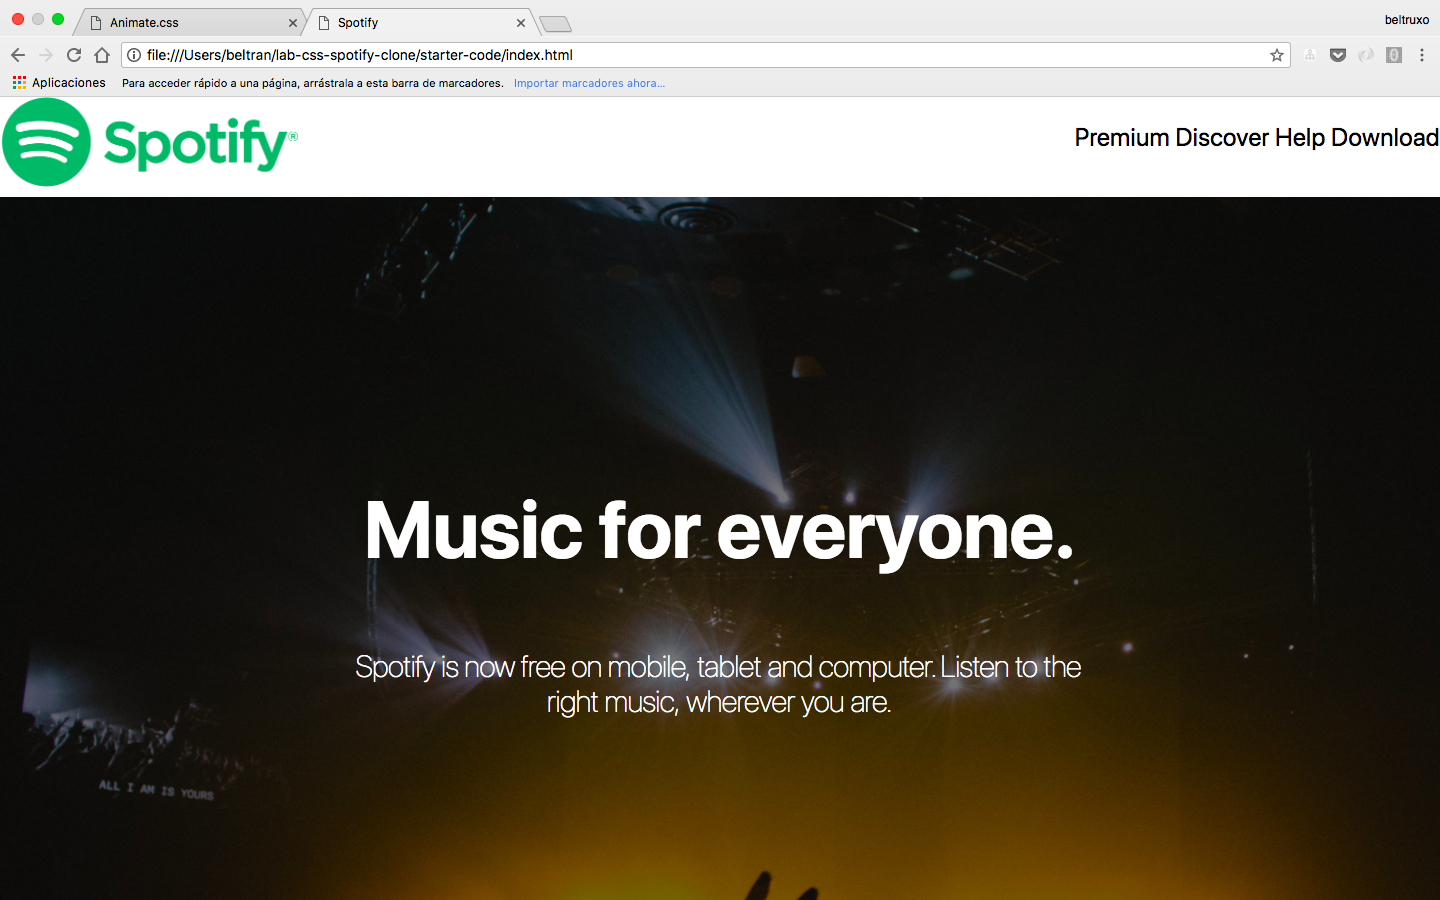 Animate.css
Spotify
beltruxo
file:///Users/beltran/lab-css-spotify-clone/starter-code/index.html
Aplicaciones Para acceder rápido a una página, arrástrala a esta barra de marcadores. Importar marcadores ahora...
Spotify®
Premium Discover Help Download
Music for everyone.
Spotify is now free on mobile, tablet and computer. Listen to the
right music, wherever you are.
ALL I AM IS YOURS